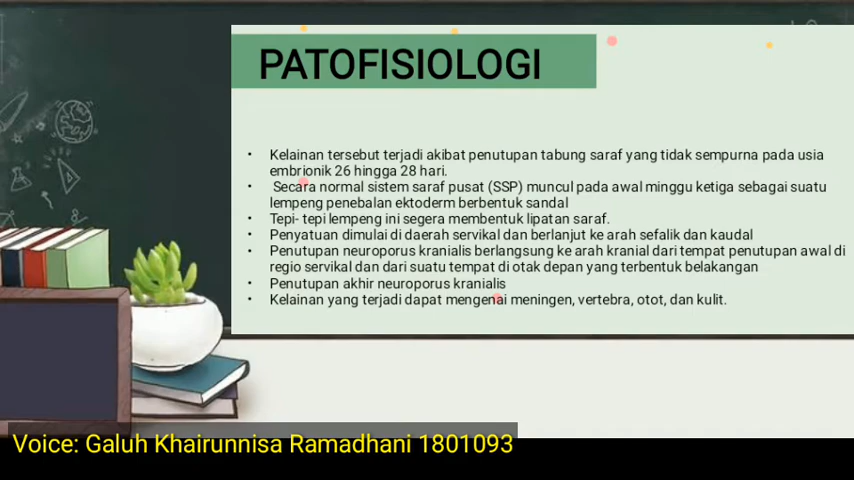 PATOFISIOLOGI
• Kelainan tersebut terjadi akibat penutupan tabung saraf yang tidak sempurna pada usia
embrionik 26 hingga 28 hari.
• Secara normal sistem saraf pusat (SSP) muncul pada awal minggu ketiga sebagai suatu
lempeng penebalan ektoderm berbentuk sandal
• Tepi- tepi lempeng ini segera membentuk lipatan saraf.
• Penyatuan dimulai di daerah servikal dan berlanjut ke arah sefalik dan kaudal
• Penutupan neuroporus kranialis berlangsung ke arah kranial dari tempat penutupan awal di
regio servikal dan dari suatu tempat di otak depan yang terbentuk belakangan
• Penutupan akhir neuroporus kranialis
• Kelainan yang terjadi dapat mengenai meningen, vertebra, otot, dan kulit.
Voice: Galuh Khairunnisa Ramadhani 1801093